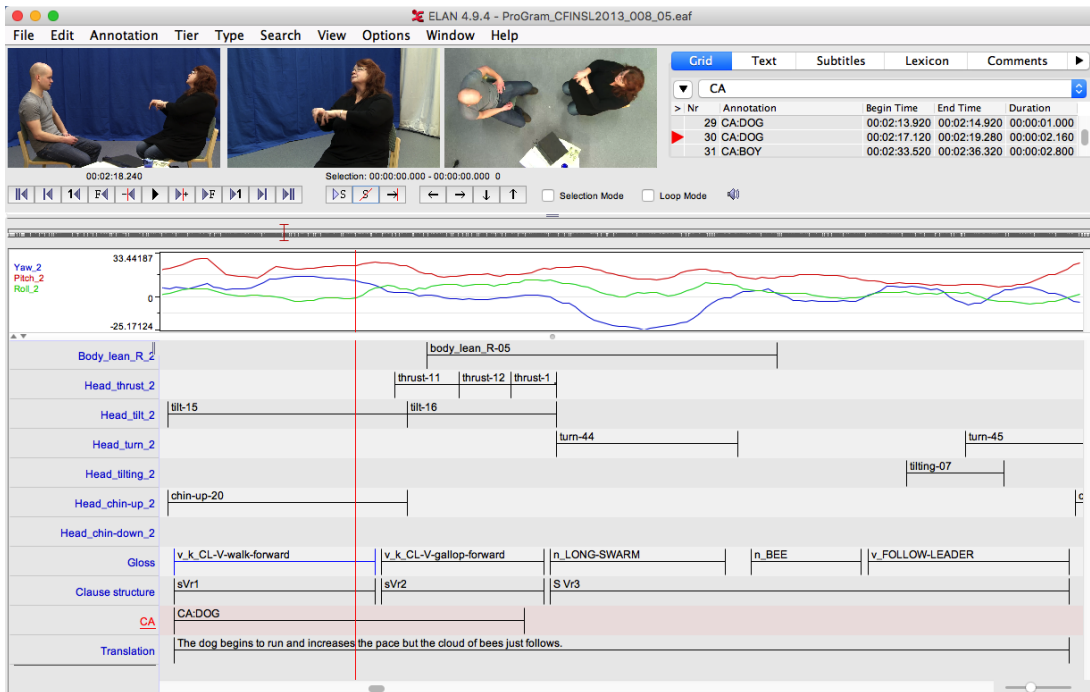 ELAN 4.9.4 - ProGram_CFINSL2013_008_05.eaf
File Edit Annotation Tier Type Search View Options Window Help
Grid Text Subtitles Lexicon Comments
CA
> Nr Annotation Begin Time End Time Duration
29 CA:DOG 00:02:13.920 00:02:14.920 00:00:01.000
30 CA:DOG 00:02:17.120 00:02:19.280 00:00:02.160
31 CA:BOY 00:02:33.520 00:02:36.320 00:00:02.800
00:02:18.240 Selection: 00:00:00.000 - 00:00:00.000 0
Selection Mode Loop Mode
33.44187
Yaw_2
Pitch_2
Roll_2
0
-25.17124
Body_lean_R_2 body_lean_R-05
Head_thrust_2 thrust-11 thrust-12 thrust-1
Head_tilt_2 tilt-15 tilt-16
Head_turn_2 turn-44 turn-45
Head_tilting_2 tilting-07
Head_chin-up_2 chin-up-20 c
Head_chin-down_2
Gloss v_k_CL-V-walk-forward v_k_CL-V-gallop-forward n_LONG-SWARM n_BEE v_FOLLOW-LEADER
Clause structure sVr1 sVr2 S Vr3
CA CA:DOG
Translation The dog begins to run and increases the pace but the cloud of bees just follows.